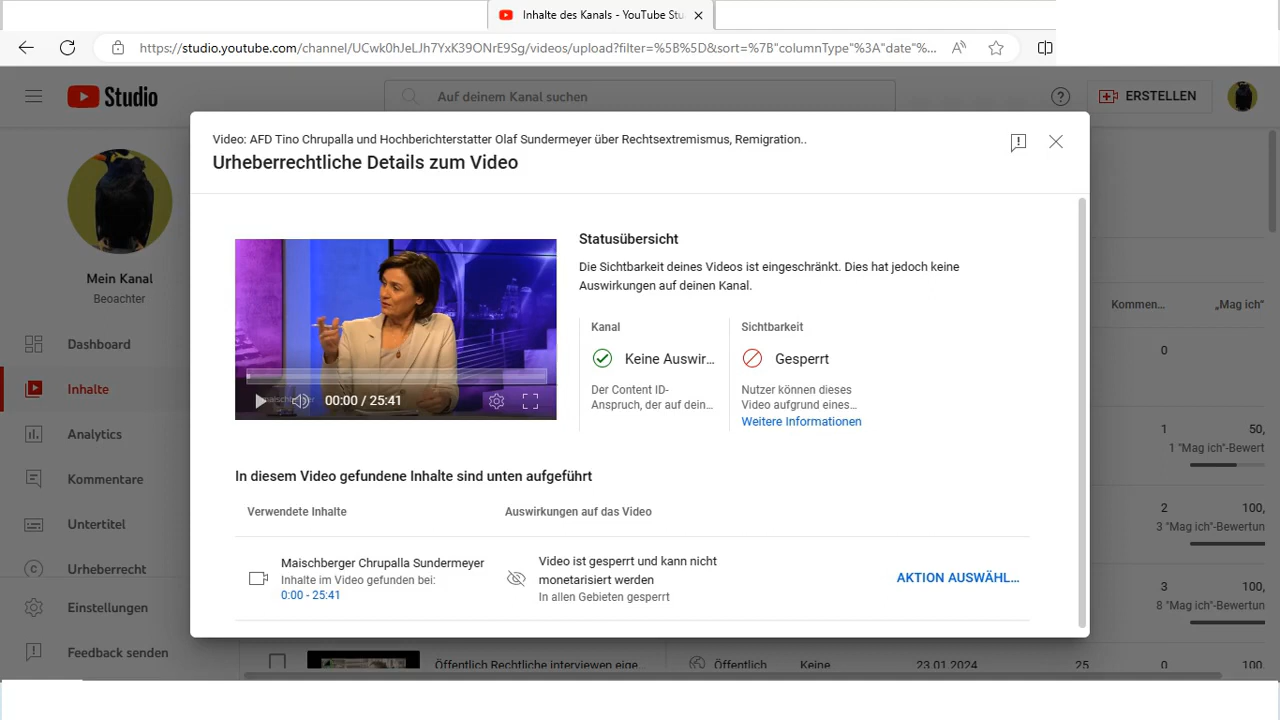 Inhalte des Kanals - YouTube Stu
https://studio.youtube.com/channel/UCwk0hJeLJh7YxK39ONrE9Sg/videos/upload?filter=%5B%5D&sort=%7B"columnType"%3A"date"%...
Studio
Auf deinem Kanal suchen
ERSTELLEN
Video: AFD Tino Chrupalla und Hochberichterstatter Olaf Sundermeyer über Rechtsextremismus, Remigration..
Urheberrechtliche Details zum Video
Mein Kanal
Beoachter
Dashboard
Inhalte
Analytics
Kommentare
Untertitel
Urheberrecht
Einstellungen
Feedback senden
00:00 / 25:41
Statusübersicht
Die Sichtbarkeit deines Videos ist eingeschränkt. Dies hat jedoch keine
Auswirkungen auf deinen Kanal.
Kanal
Keine Auswir...
Der Content ID-
Anspruch, der auf dein...
Sichtbarkeit
Gesperrt
Nutzer können dieses
Video aufgrund eines...
Weitere Informationen
In diesem Video gefundene Inhalte sind unten aufgeführt
Verwendete Inhalte Auswirkungen auf das Video
Maischberger Chrupalla Sundermeyer
Inhalte im Video gefunden bei:
0:00 - 25:41
Video ist gesperrt und kann nicht
monetarisiert werden
In allen Gebieten gesperrt
AKTION AUSWÄHL...
Kommen... „Mag ich"
0
1 50,
1 "Mag ich"-Bewert
2 100,
3 "Mag ich"-Bewertun
3 100,
8 "Mag ich"-Bewertun
Öffentlich Rechtliche interviewen eige... Öffentlich Keine 23.01.2024 25 0 100,